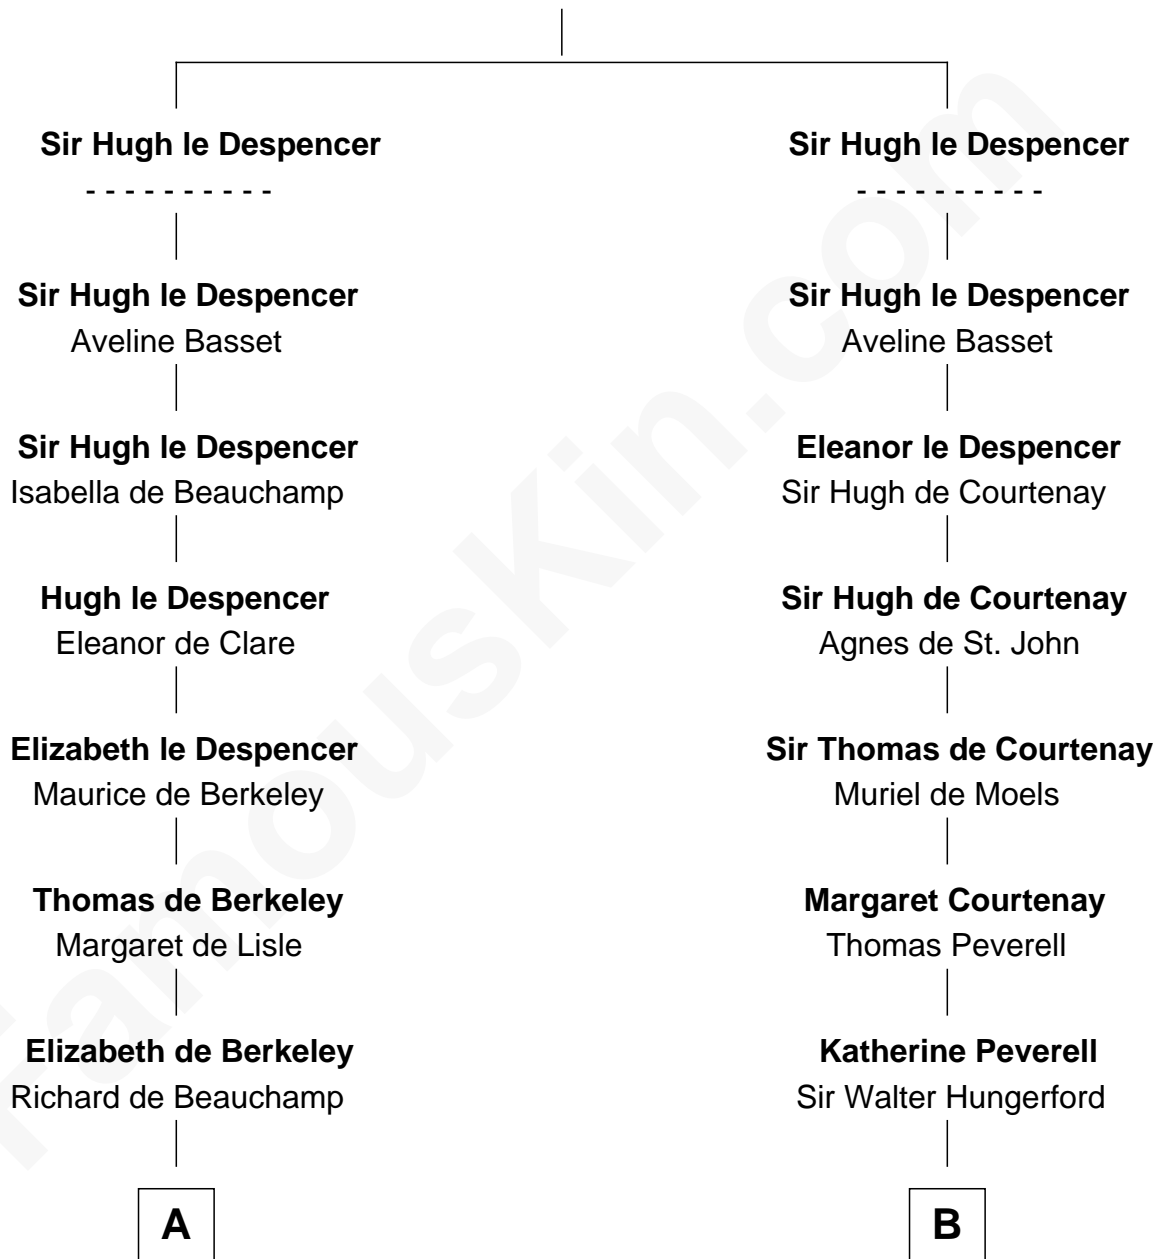 Sir Hugh le Despencer
- - - - - - - - - -
Sir Hugh le Despencer
Aveline Basset
Sir Hugh le Despencer
Isabella de Beauchamp
Hugh le Despencer
Eleanor de Clare
Elizabeth le Despencer
Maurice de Berkeley
Thomas de Berkeley
Margaret de Lisle
Elizabeth de Berkeley
Richard de Beauchamp
A
Sir Hugh le Despencer
- - - - - - - - - -
Sir Hugh le Despencer
Aveline Basset
Eleanor le Despencer
Sir Hugh de Courtenay
Sir Hugh de Courtenay
Agnes de St. John
Sir Thomas de Courtenay
Muriel de Moels
Margaret Courtenay
Thomas Peverell
Katherine Peverell
Sir Walter Hungerford
B
FamousKin.com